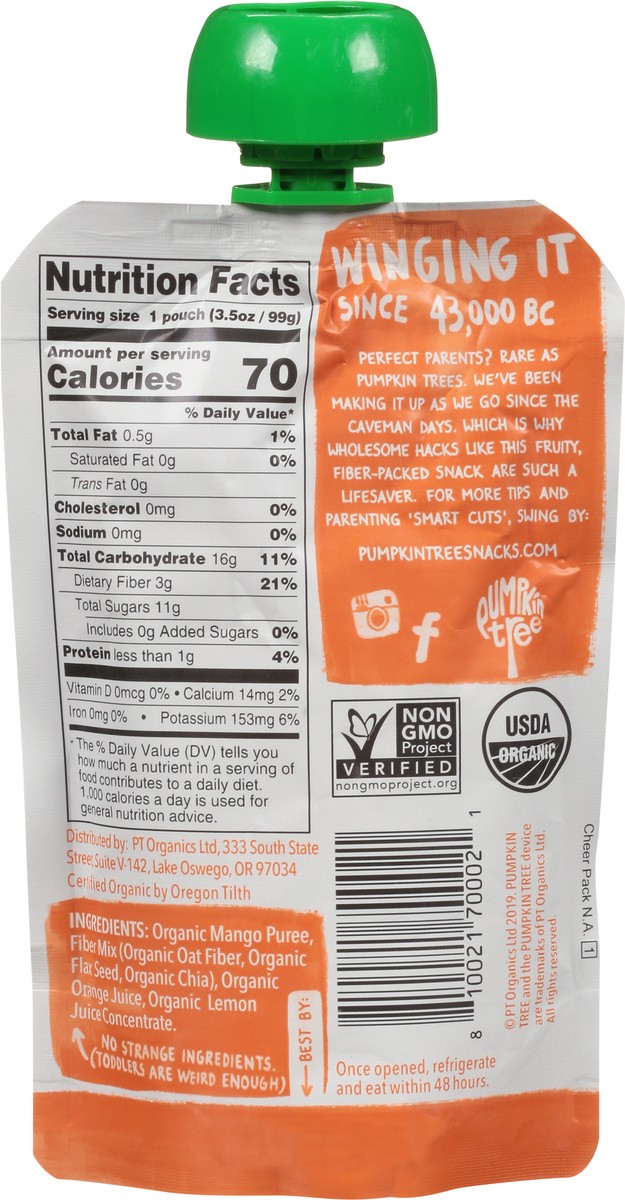 Nutrition Facts
Serving size 1 pouch (3.5oz / 99g)
Amount per serving
Calories 70
% Daily Value*
Total Fat 0.5g 1%
Saturated Fat 0g 0%
Trans Fat 0g
Cholesterol 0mg 0%
Sodium 0mg 0%
Total Carbohydrate 16g 11%
Dietary Fiber 3g 21%
Total Sugars 11g
Includes 0g Added Sugars 0%
Protein less than 1g 4%
Vitamin D 0mcg 0% • Calcium 14mg 2%
Iron 0mg 0% • Potassium 153mg 6%
*The % Daily Value (DV) tells you
how much a nutrient in a serving of
food contributes to a daily diet.
1,000 calories a day is used for
general nutrition advice.
Distributed by: PT Organics Ltd, 333 South State
Street Suite V-142, Lake Oswego, OR 97034
Certified Organic by Oregon Tilth
INGREDIENTS: Organic Mango Puree,
Fiber Mix (Organic Oat Fiber, Organic
Flax Seed, Organic Chia), Organic
Orange Juice, Organic Lemon
Juice Concentrate.
NO STRANGE INGREDIENTS.
(TODDLERS ARE WEIRD ENOUGH)
BEST BY:
WINGING IT
SINCE 43,000 BC
PERFECT PARENTS? RARE AS
PUMPKIN TREES. WE'VE BEEN
MAKING IT UP AS WE GO SINCE THE
CAVEMAN DAYS. WHICH IS WHY
WHOLESOME HACKS LIKE THIS FRUITY,
FIBER-PACKED SNACK ARE SUCH A
LIFESAVER. FOR MORE TIPS AND
PARENTING 'SMART CUTS', SWING BY:
PUMPKINTREESNACKS.COM
f
PUMPKIN
tree
NON
GMO
Project
VERIFIED
nongmoproject.org
USDA
ORGANIC
8 10021 70002 1
© PT Organics Ltd 2019. PUMPKIN
TREE and the PUMPKIN TREE device
are trademarks of PT Organics Ltd.
All rights reserved.
Cheer Pack N.A. 1
Once opened, refrigerate
and eat within 48 hours.